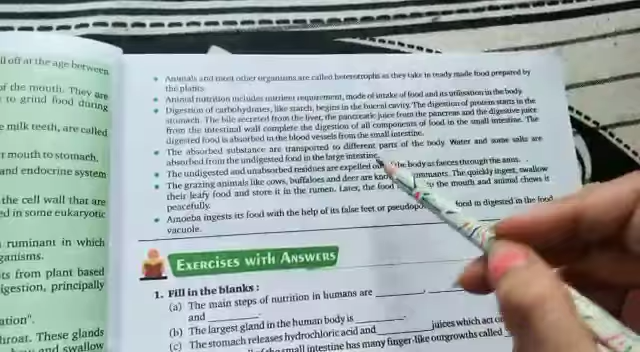 ll off at the age between
of the mouth. They are
to grind food during
e milk teeth, are called
r mouth to stomach.
and endocrine system
the cell wall that are
ed in some eukaryotic
ruminant in which
ganisms.
ts from plant based
igestion, principally
ation".
hroat. These glands
and swallow
• Animals and most other organisms are called heterotrophs as they take in ready made food prepared by
the plants.
• Animal nutrition includes nutrient requirement, mode of intake of food and its utilisation in the body.
• Digestion of carbohydrates, like starch, begins in the buccal cavity. The digestion of protein starts in the
stomach. The bile secreted from the liver, the pancreatic juice from the pancreas and the digestive juice
from the intestinal wall complete the digestion of all components of food in the small intestine. The
digested food is absorbed in the blood vessels from the small intestine.
• The absorbed substance are transported to different parts of the body. Water and some salts are
absorbed from the undigested food in the large intestine.
• The undigested and unabsorbed residues are expelled the body as faeces through the anus.
• The grazing animals like cows, buffaloes and deer are The quickly ingest, swallow
their leafy food and store it in the rumen. Later, the food to the mouth and animal chews it
peacefully.
• Amoeba ingests its food with the help of its false feet or food is digested in the food
vacuole.
EXERCISES WITH ANSWERS
1. Fill in the blanks :
(a) The main steps of nutrition in humans are ________, ________
and ________.
(b) The largest gland in the human body is ________.
(c) The stomach releases hydrochloric acid and ________ juices which act
small intestine has many finger-like outgrowths called